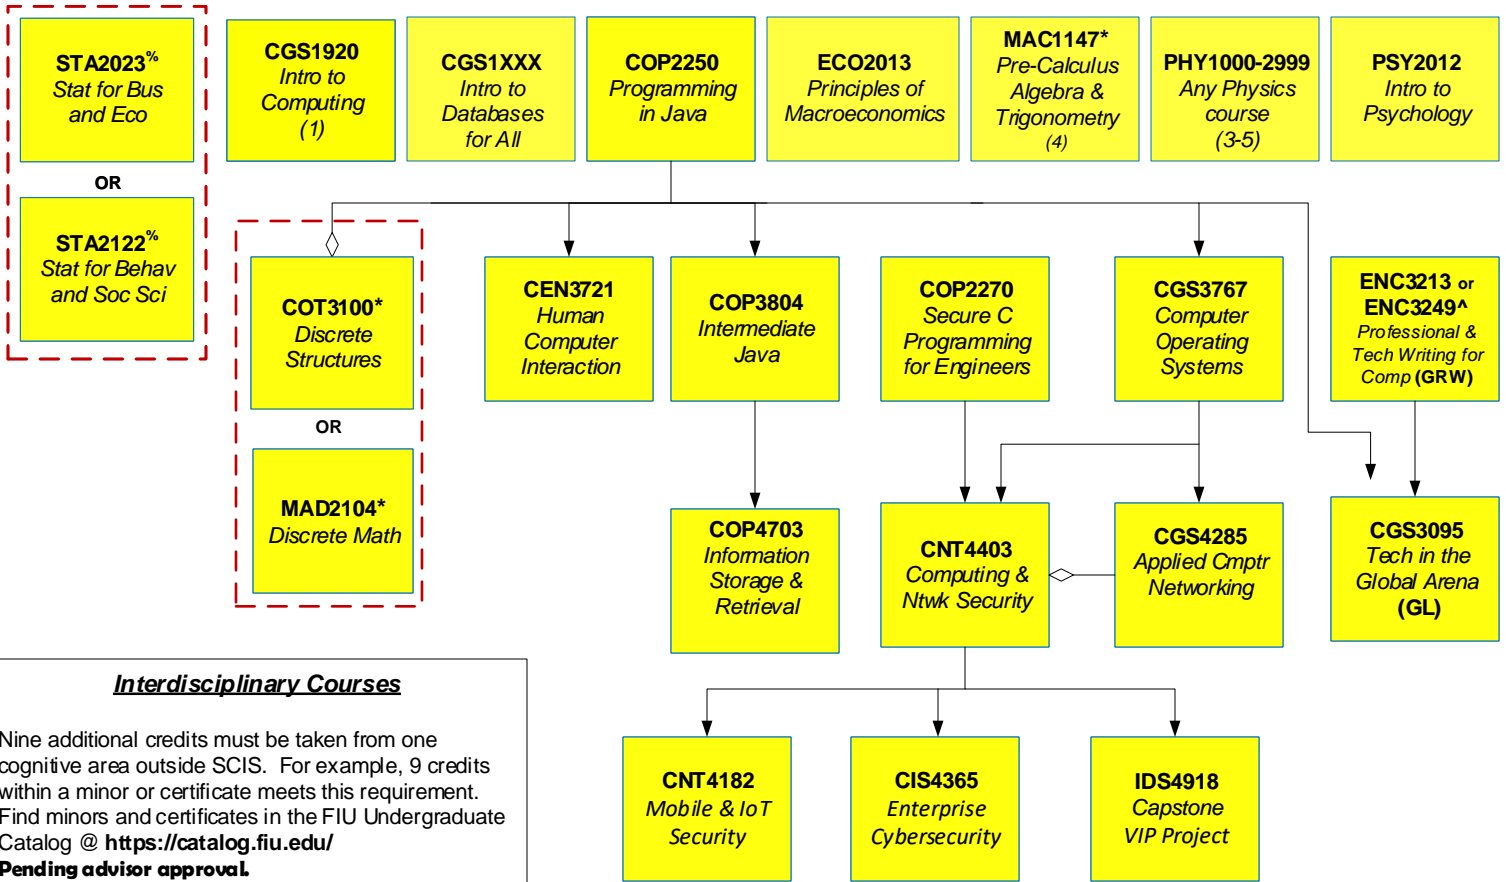 STA2023%
Stat for Bus
and Eco
OR
STA2122%
Stat for Behav
and Soc Sci
CGS1920
Intro to
Computing
(1)
CGS1XXX
Intro to
Databases
for All
COP2250
Programming
in Java
ECO2013
Principles of
Macroeconomics
MAC1147*
Pre-Calculus
Algebra &
Trigonometry
(4)
PHY1000-2999
Any Physics
course
(3-5)
PSY2012
Intro to
Psychology
COT3100*
Discrete
Structures
OR
MAD2104*
Discrete Math
CEN3721
Human
Computer
Interaction
COP3804
Intermediate
Java
COP2270
Secure C
Programming
for Engineers
CGS3767
Computer
Operating
Systems
ENC3213 or
ENC3249^
Professional &
Tech Writing for
Comp (GRW)
COP4703
Information
Storage &
Retrieval
CNT4403
Computing &
Ntwk Security
CGS4285
Applied Cmptr
Networking
CGS3095
Tech in the
Global Arena
(GL)
CNT4182
Mobile & IoT
Security
CIS4365
Enterprise
Cybersecurity
IDS4918
Capstone
VIP Project
Interdisciplinary Courses
Nine additional credits must be taken from one
cognitive area outside SCIS. For example, 9 credits
within a minor or certificate meets this requirement.
Find minors and certificates in the FIU Undergraduate
Catalog @ https://catalog.fiu.edu/
Pending advisor approval.